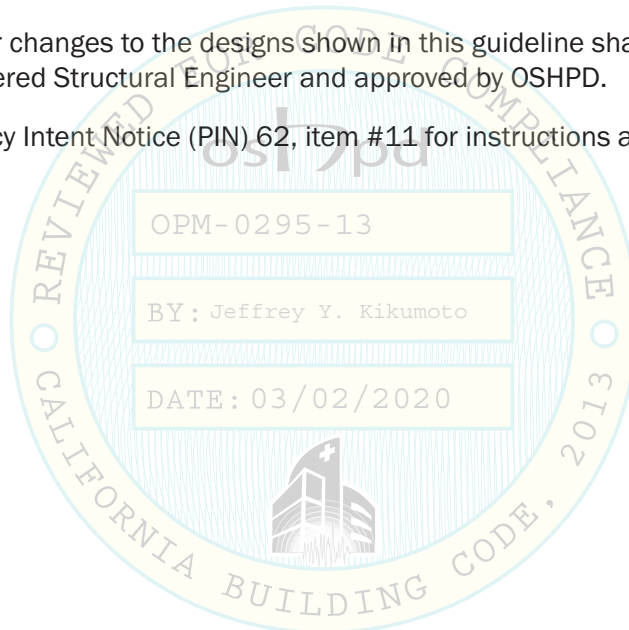 r changes to the designs shown in this guideline sha
ered Structural Engineer and approved by OSHPD.
cy Intent Notice (PIN) 62, item #11 for instructions a
REVIEWED FOR CODE COMPLIANCE
oshpd
OPM-0295-13
BY: Jeffrey Y. Kikumoto
DATE: 03/02/2020
CALIFORNIA BUILDING CODE, 2013